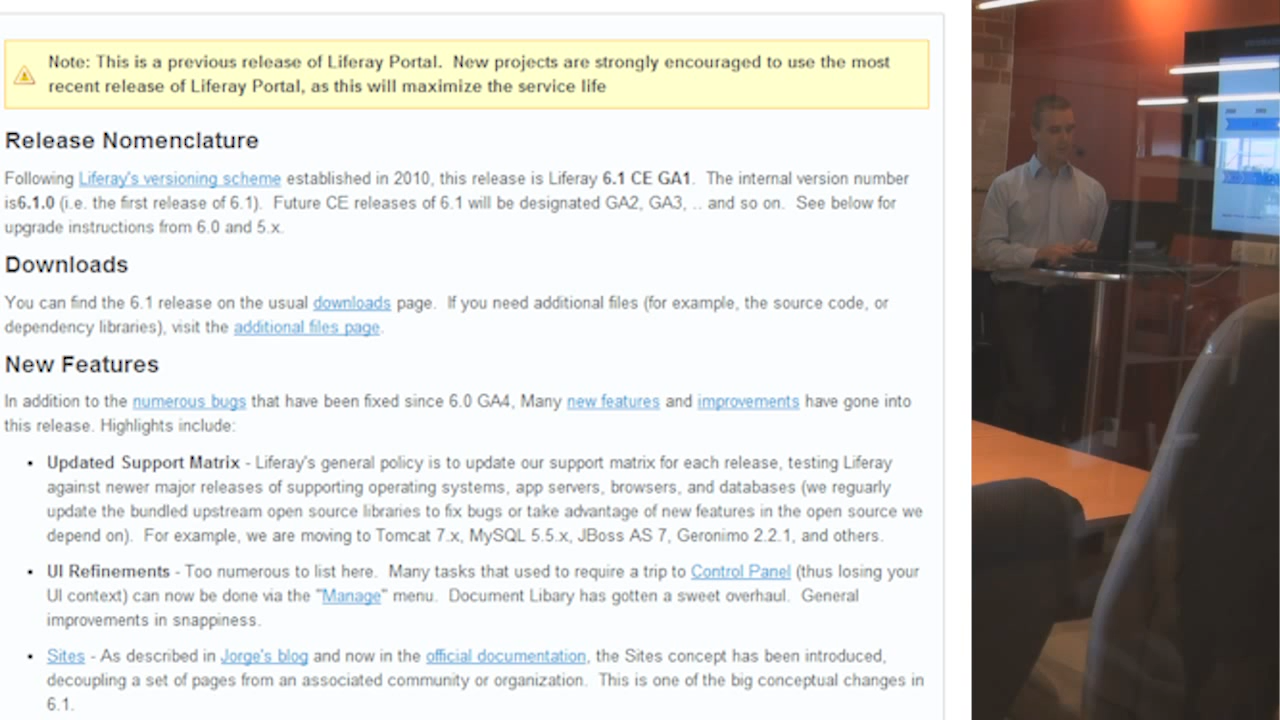 Note: This is a previous release of Liferay Portal. New projects are strongly encouraged to use the most
recent release of Liferay Portal, as this will maximize the service life
Release Nomenclature
Following Liferay's versioning scheme established in 2010, this release is Liferay 6.1 CE GA1. The internal version number
is6.1.0 (i.e. the first release of 6.1). Future CE releases of 6.1 will be designated GA2, GA3, .. and so on. See below for
upgrade instructions from 6.0 and 5.x.
Downloads
You can find the 6.1 release on the usual downloads page. If you need additional files (for example, the source code, or
dependency libraries), visit the additional files page.
New Features
In addition to the numerous bugs that have been fixed since 6.0 GA4, Many new features and improvements have gone into
this release. Highlights include:
• Updated Support Matrix - Liferay's general policy is to update our support matrix for each release, testing Liferay
against newer major releases of supporting operating systems, app servers, browsers, and databases (we reguarly
update the bundled upstream open source libraries to fix bugs or take advantage of new features in the open source we
depend on). For example, we are moving to Tomcat 7.x, MySQL 5.5.x, JBoss AS 7, Geronimo 2.2.1, and others.
• UI Refinements - Too numerous to list here. Many tasks that used to require a trip to Control Panel (thus losing your
UI context) can now be done via the "Manage" menu. Document Libary has gotten a sweet overhaul. General
improvements in snappiness.
• Sites - As described in Jorge's blog and now in the official documentation, the Sites concept has been introduced,
decoupling a set of pages from an associated community or organization. This is one of the big conceptual changes in
6.1.